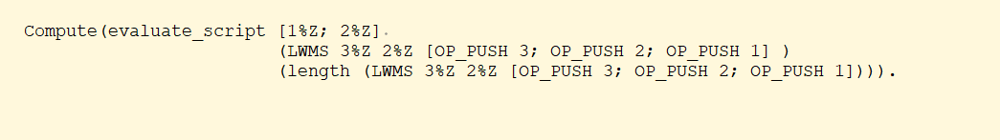 Compute(evaluate_script [1%Z; 2%Z].
(LWMS 3%Z 2%Z [OP_PUSH 3; OP_PUSH 2; OP_PUSH 1] )
(length (LWMS 3%Z 2%Z [OP_PUSH 3; OP_PUSH 2; OP_PUSH 1]))).